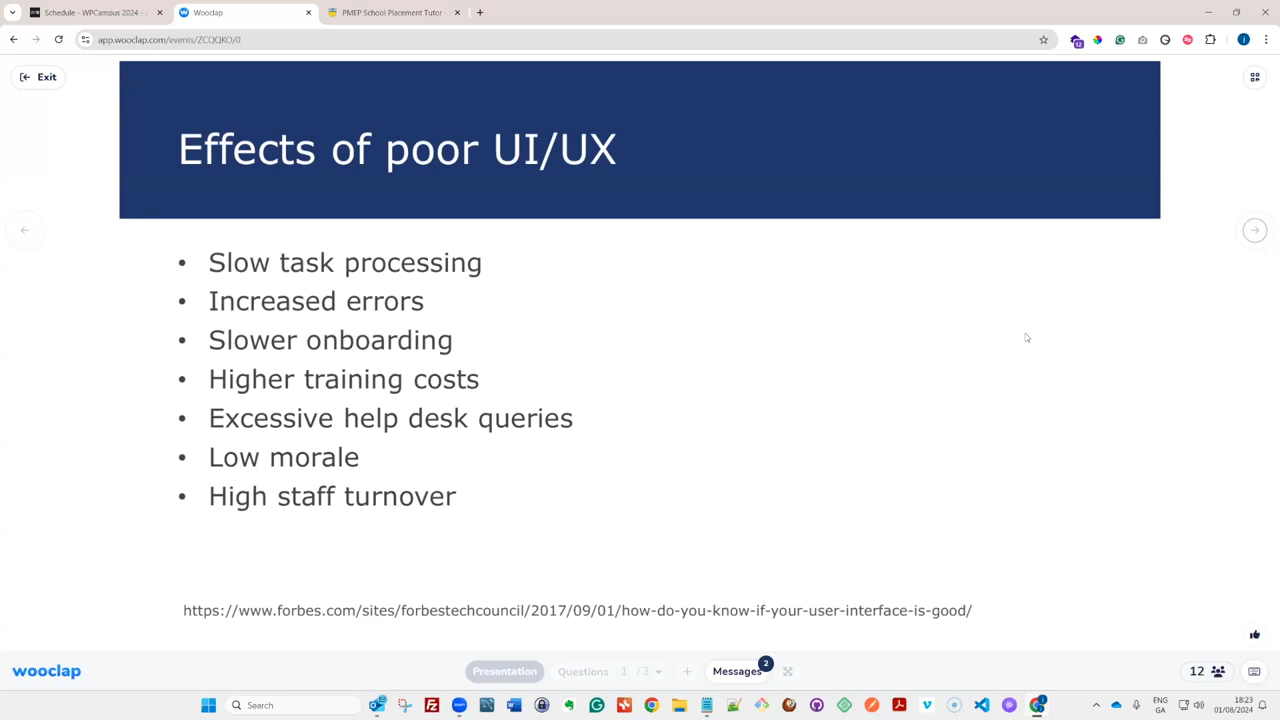 Schedule - WPCampus 2024 -
Wooclap
PMEP School Placement Tutor
app.wooclap.com/events/ZCQQKO/0
12
Exit
Effects of poor UI/UX
• Slow task processing
• Increased errors
• Slower onboarding
• Higher training costs
• Excessive help desk queries
• Low morale
• High staff turnover
https://www.forbes.com/sites/forbestechcouncil/2017/09/01/how-do-you-know-if-your-user-interface-is-good/
wooclap
Presentation
Questions 1 / 3
Messages 2
12
Search
ENG
GA
18:23
01/08/2024